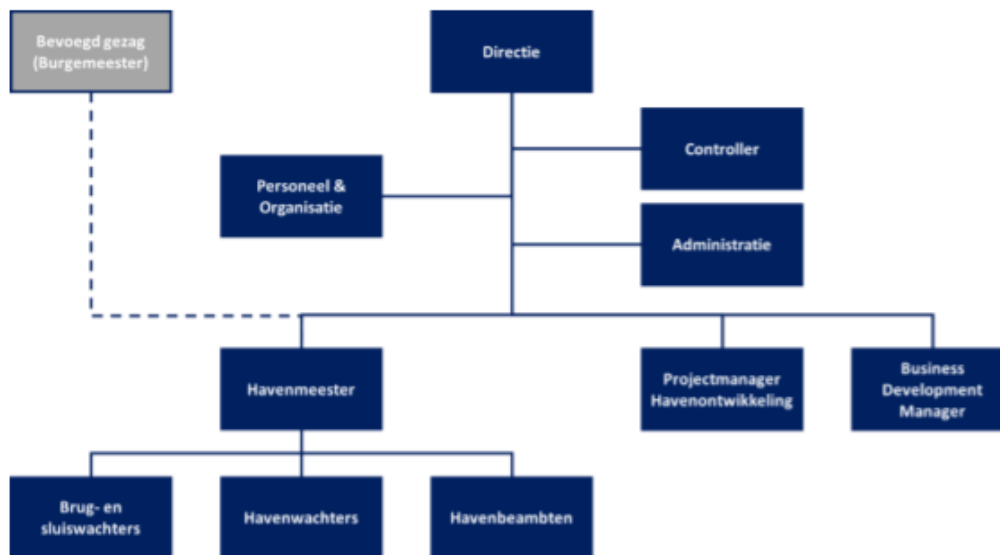 Bevoegd gezag
(Burgemeester)
Directie
Controller
Personeel &
Organisatie
Administratie
Havenmeester
Projectmanager
Havenontwikkeling
Business
Development
Manager
Brug- en
sluiswachters
Havenwachters
Havenbeambten